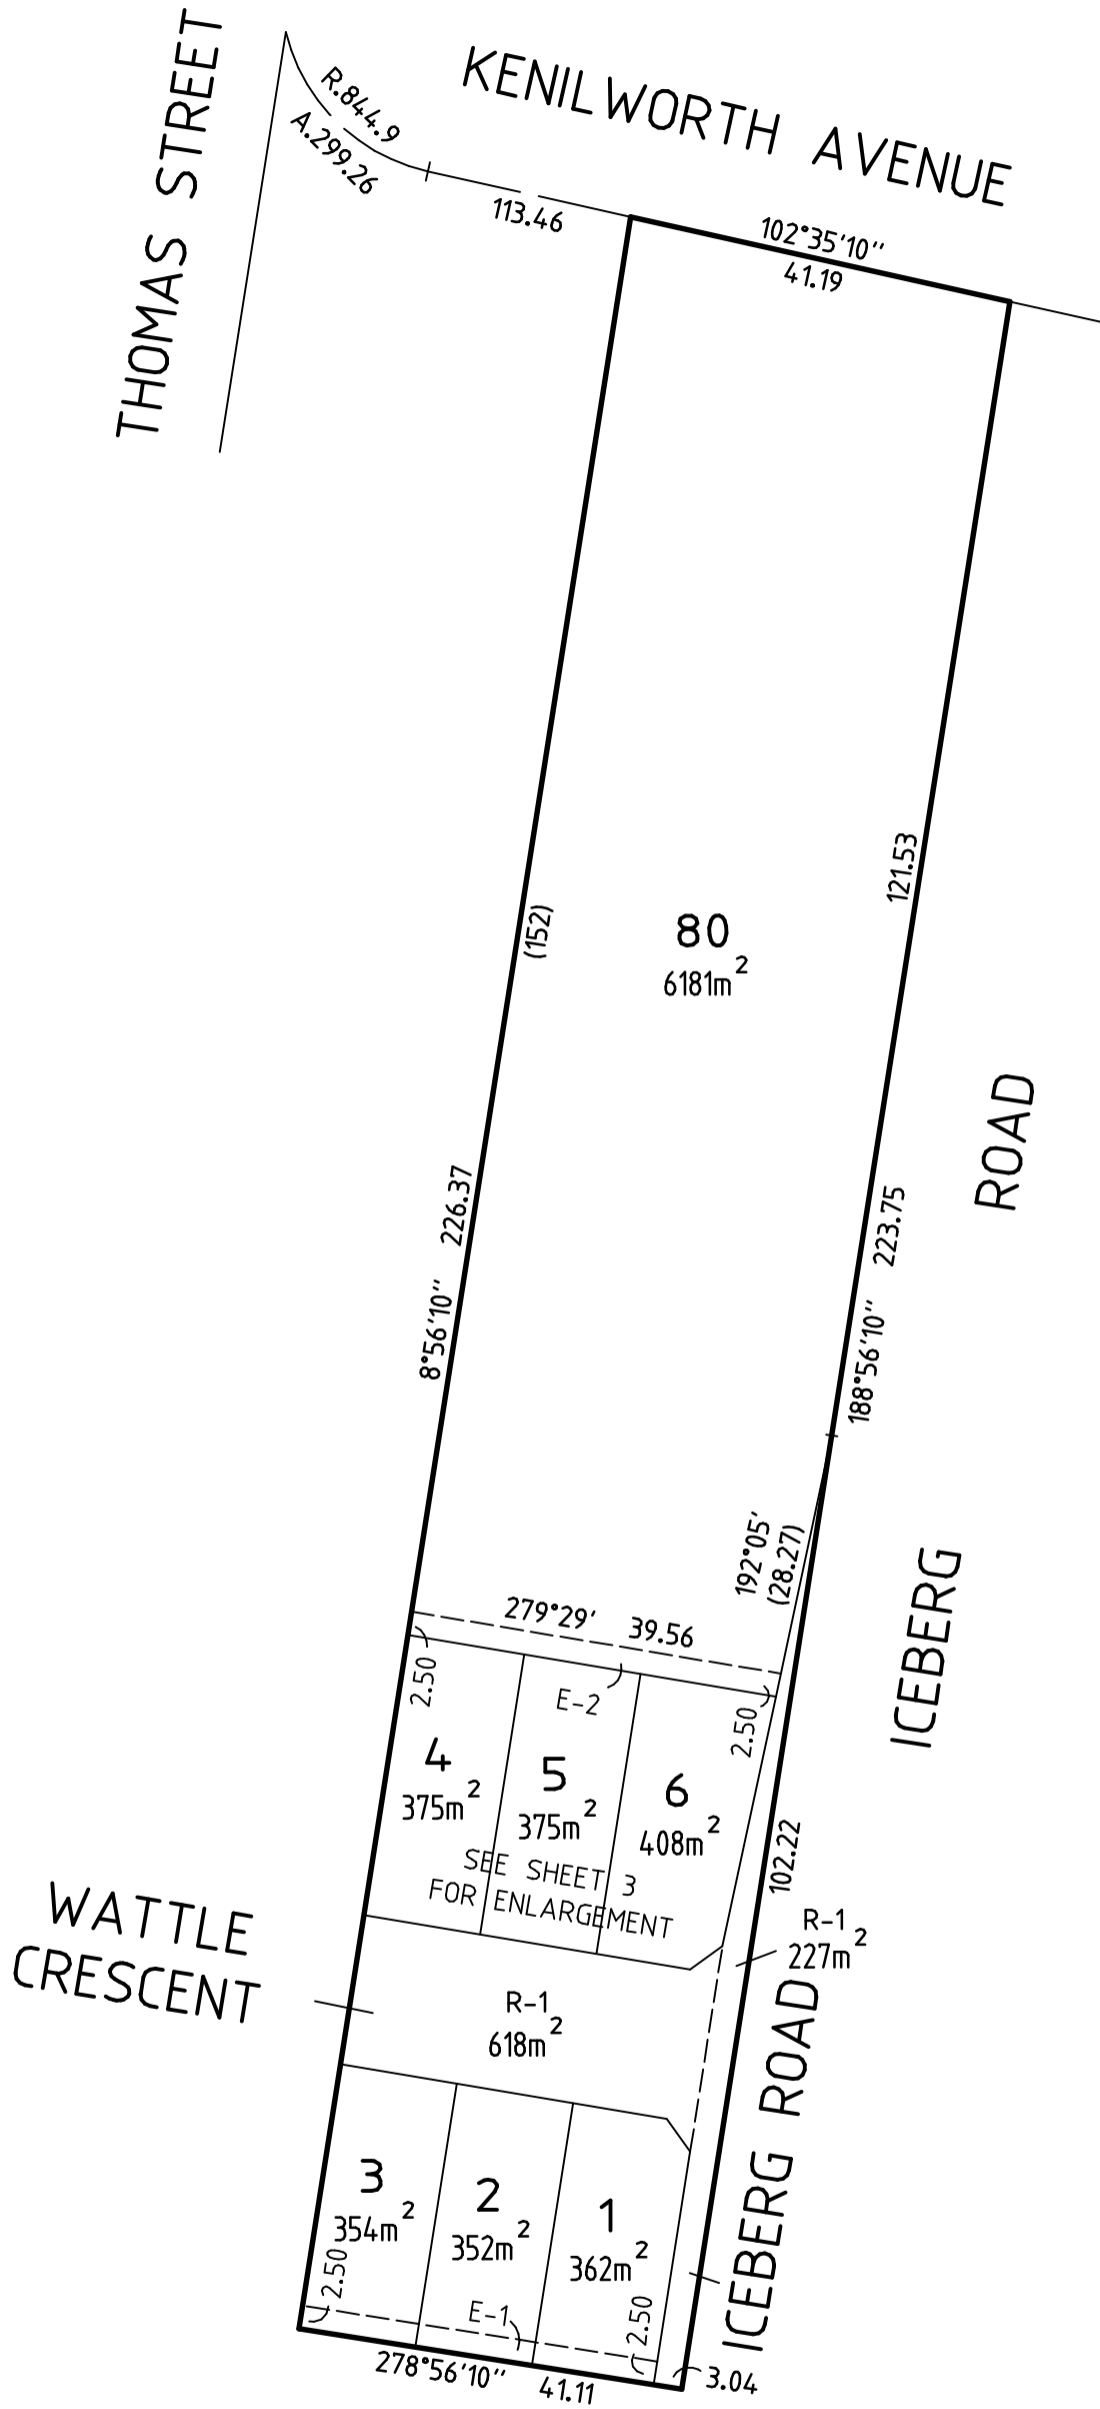 KENILWORTH AVENUE
THOMAS STREET
R.844.9
A.299.26
113.46
102°35'10"
41.19
121.53
(152)
80
6181m²
ROAD
226.37
223.75
8°56'10"
188°56'10"
192°05'
(28.27)
ICEBERG
279°29' 39.56
2.50
E-2
2.50
4
375m²
5
375m²
6
408m²
SEE SHEET 3
FOR ENLARGEMENT
102.22
WATTLE
CRESCENT
R-1
227m²
R-1
618m²
ICEBERG ROAD
3
354m²
2
352m²
1
362m²
2.50
E-1
2.50
278°56'10" 41.11
3.04